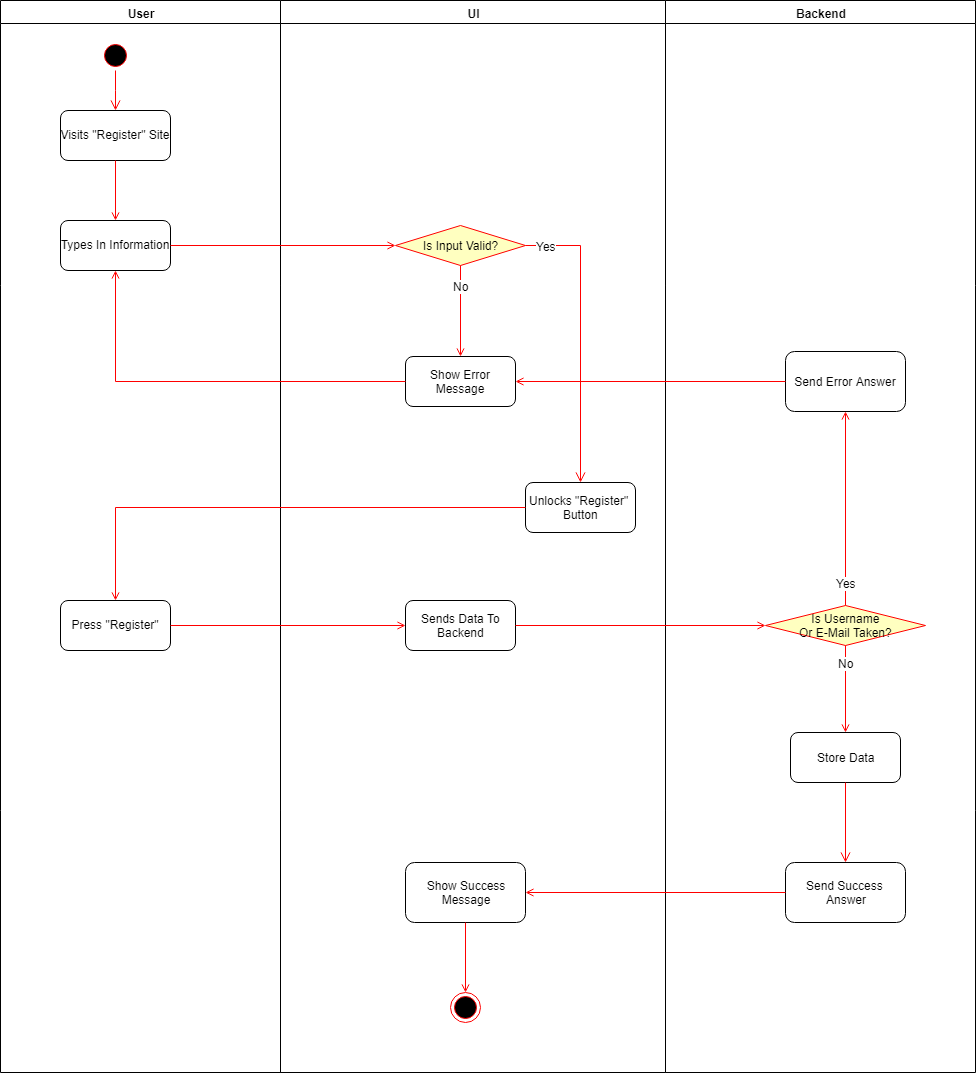 User
UI
Backend
Visits "Register" Site
Types In Information
Is Input Valid?
Yes
No
Show Error
Message
Send Error Answer
Unlocks "Register"
Button
Yes
Press "Register"
Sends Data To
Backend
Is Username
Or E-Mail Taken?
No
Store Data
Show Success
Message
Send Success
Answer